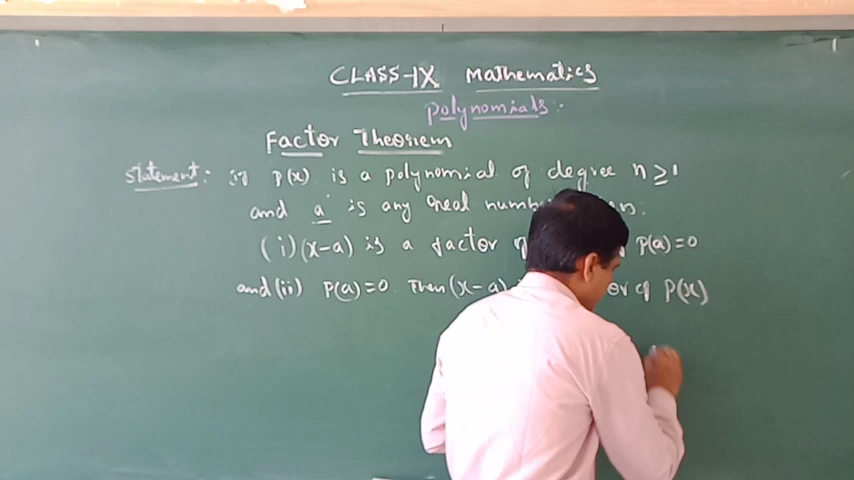 CLASS-IX Mathematics
Polynomials:-
Factor Theorem
Statement: if P(x) is a polynomial of degree n ≥ 1
and a is any real
(i) (x-a) is a factor P(a)=0
and (ii) P(a)=0. Then (x-a) of P(x)